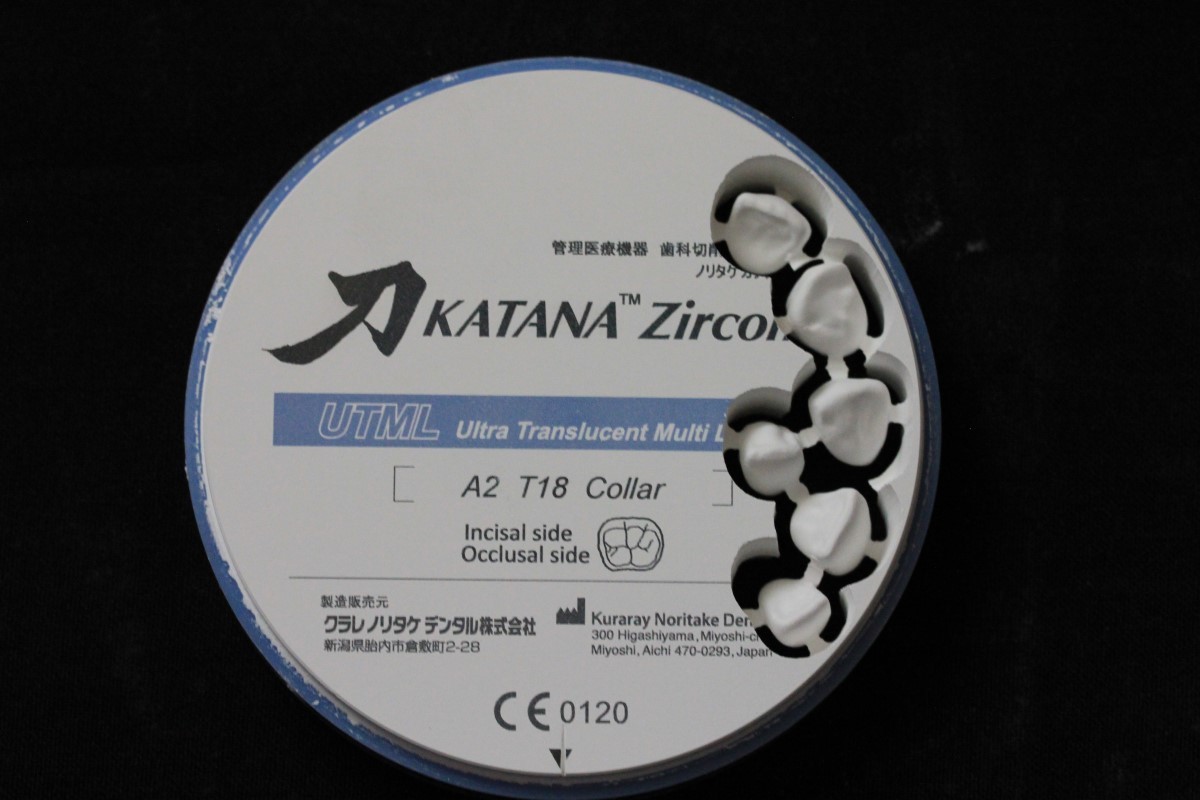 管理医療機器 歯科切削
ノリタケ カタ
刀 KATANA™ Zircon
UTML Ultra Translucent Multi
A2 T18 Collar
Incisal side
Occlusal side
製造販売元
クラレ ノリタケ デンタル株式会社
新潟県胎内市倉敷町2-28
Kuraray Noritake Den
300 Higashiyama, Miyoshi-c
Miyoshi, Aichi 470-0293, Japan
CE 0120